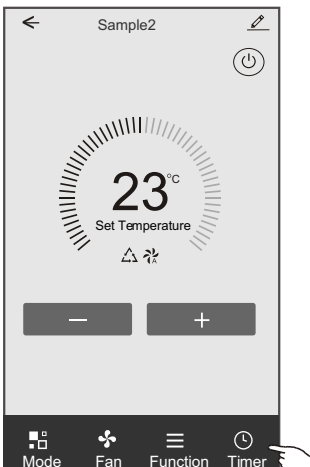 Sample2
23°C
Set Temperature
A
Mode Fan Function Timer